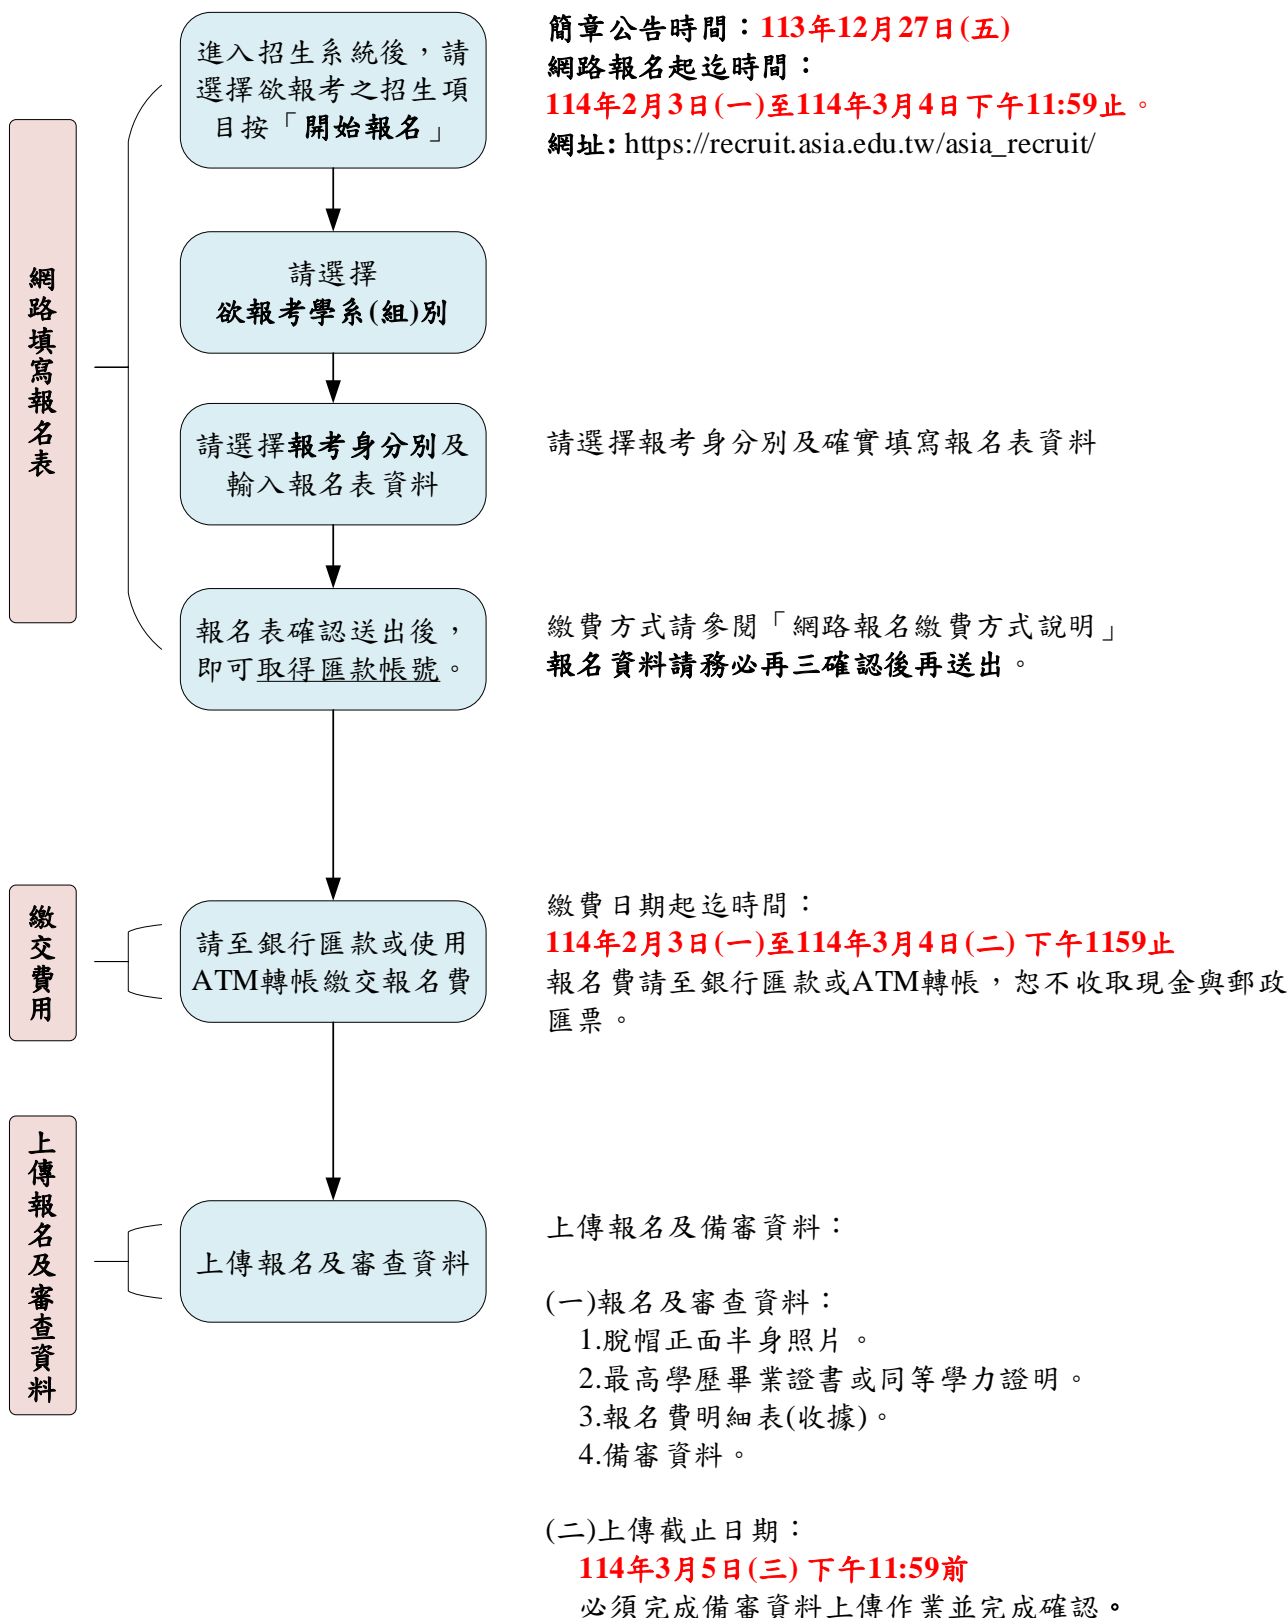 網路填寫報名表
進入招生系統後，請
選擇欲報考之招生項
目按「開始報名」
簡章公告時間：113年12月27日(五)
網路報名起迄時間：
114年2月3日(一)至114年3月4日下午11:59止。
網址: https://recruit.asia.edu.tw/asia_recruit/
請選擇
欲報考學系(組)別
請選擇報考身分別及
輸入報名表資料
請選擇報考身分別及確實填寫報名表資料
報名表確認送出後，
即可取得匯款帳號。
繳費方式請參閱「網路報名繳費方式說明」
報名資料請務必再三確認後再送出。
繳交費用
請至銀行匯款或使用
ATM轉帳繳交報名費
繳費日期起迄時間：
114年2月3日(一)至114年3月4日(二) 下午1159止
報名費請至銀行匯款或ATM轉帳，恕不收取現金與郵政
匯票。
上傳報名及審查資料
上傳報名及審查資料
上傳報名及備審資料：
(一)報名及審查資料：
1.脫帽正面半身照片。
2.最高學歷畢業證書或同等學力證明。
3.報名費明細表(收據)。
4.備審資料。
(二)上傳截止日期：
114年3月5日(三) 下午11:59前
必須完成備審資料上傳作業並完成確認。